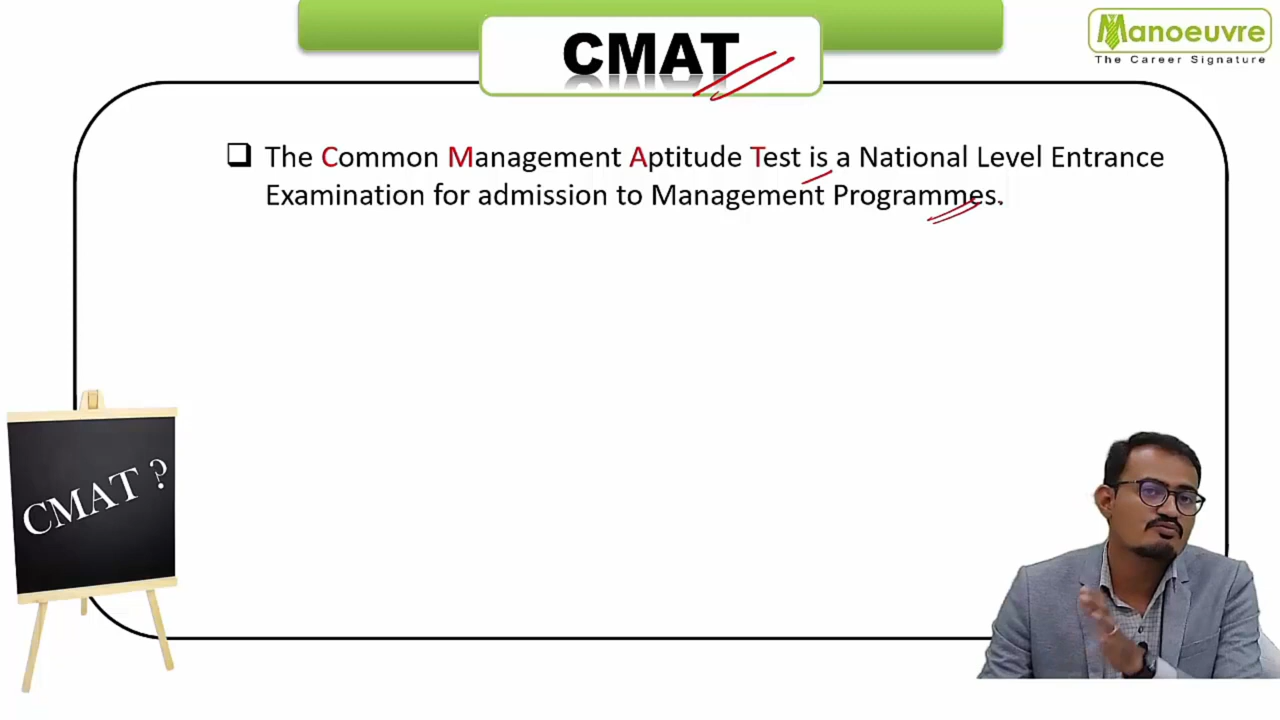 CMAT
Manoeuvre
The Career Signature
The Common Management Aptitude Test is a National Level Entrance
Examination for admission to Management Programmes.
CMAT ?